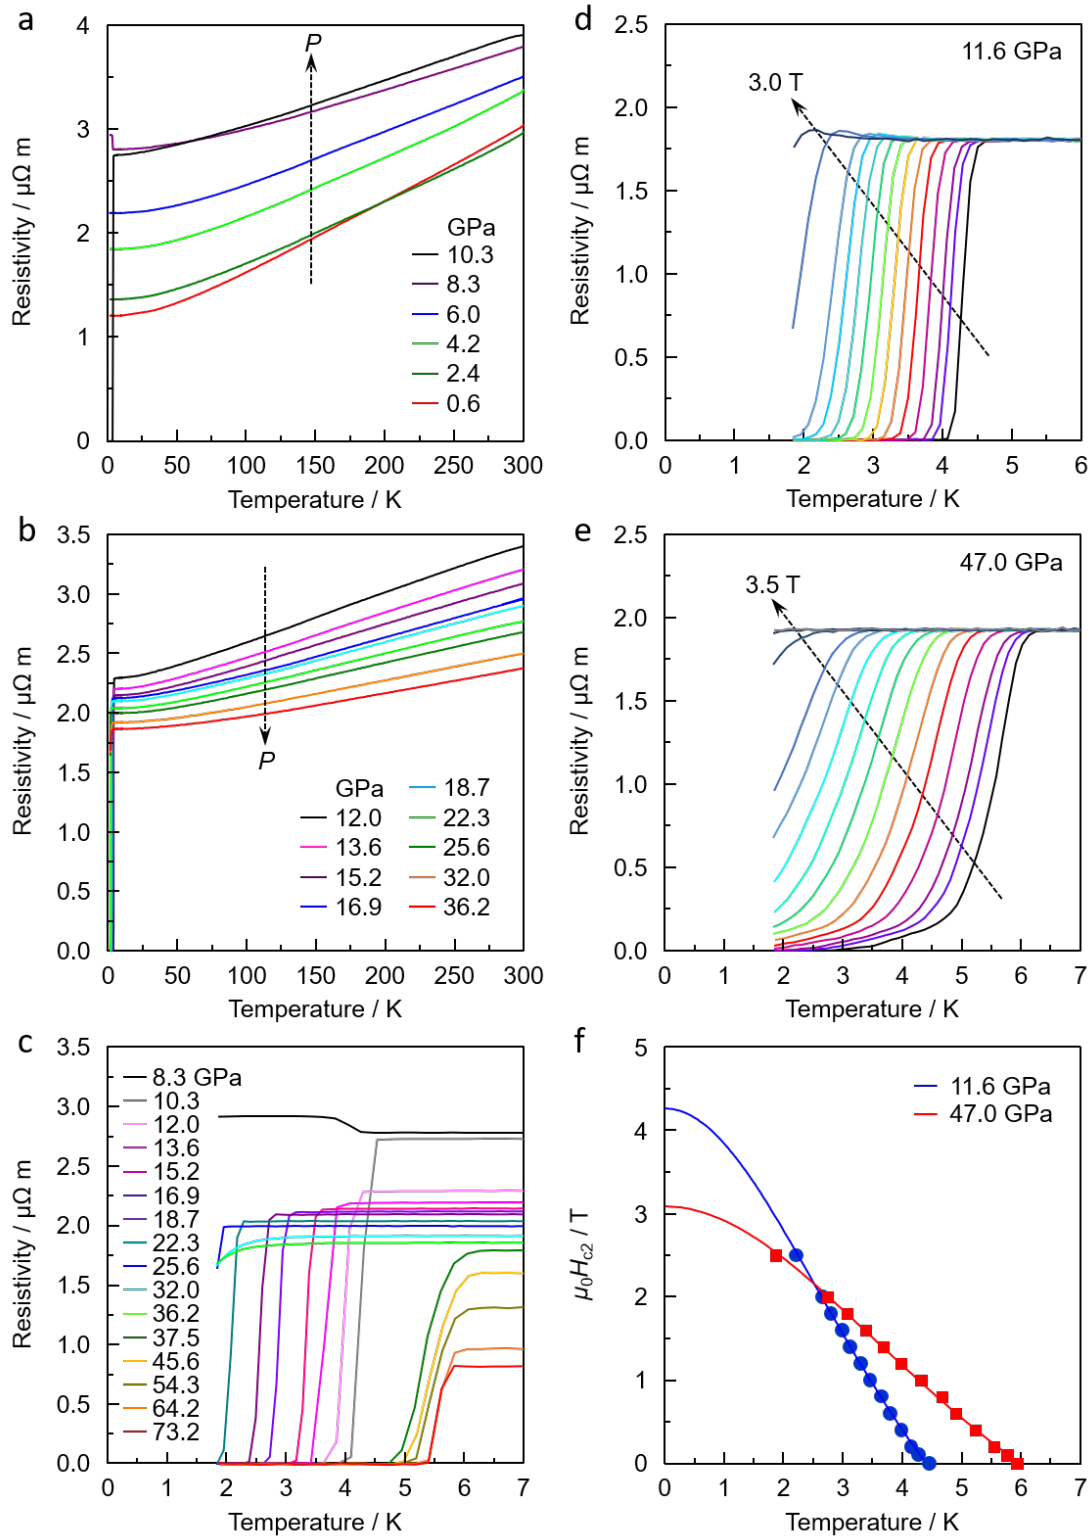 a
4
3
2
1
0
Resistivity / μΩ m
P
GPa
10.3
8.3
6.0
4.2
2.4
0.6
0 50 100 150 200 250 300
Temperature / K
d
2.5
2.0
1.5
1.0
0.5
0.0
Resistivity / μΩ m
11.6 GPa
3.0 T
0 1 2 3 4 5 6
Temperature / K
b
3.5
3.0
2.5
2.0
1.5
1.0
0.5
0.0
Resistivity / μΩ m
P
GPa
12.0
13.6
15.2
16.9
18.7
22.3
25.6
32.0
36.2
0 50 100 150 200 250 300
Temperature / K
e
2.5
2.0
1.5
1.0
0.5
0.0
Resistivity / μΩ m
47.0 GPa
3.5 T
0 1 2 3 4 5 6 7
Temperature / K
c
3.5
3.0
2.5
2.0
1.5
1.0
0.5
0.0
Resistivity / μΩ m
8.3 GPa
10.3
12.0
13.6
15.2
16.9
18.7
22.3
25.6
32.0
36.2
37.5
45.6
54.3
64.2
73.2
0 1 2 3 4 5 6 7
Temperature / K
f
5
4
3
2
1
0
μ₀Hc2 / T
11.6 GPa
47.0 GPa
0 1 2 3 4 5 6 7
Temperature / K